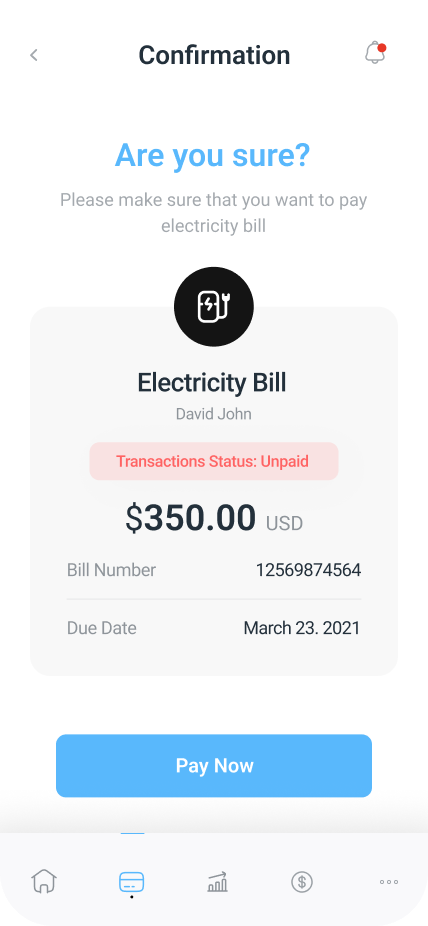 Confirmation
Are you sure?
Please make sure that you want to pay
electricity bill
Electricity Bill
David John
Transactions Status: Unpaid
$350.00 USD
Bill Number 12569874564
Due Date March 23. 2021
Pay Now